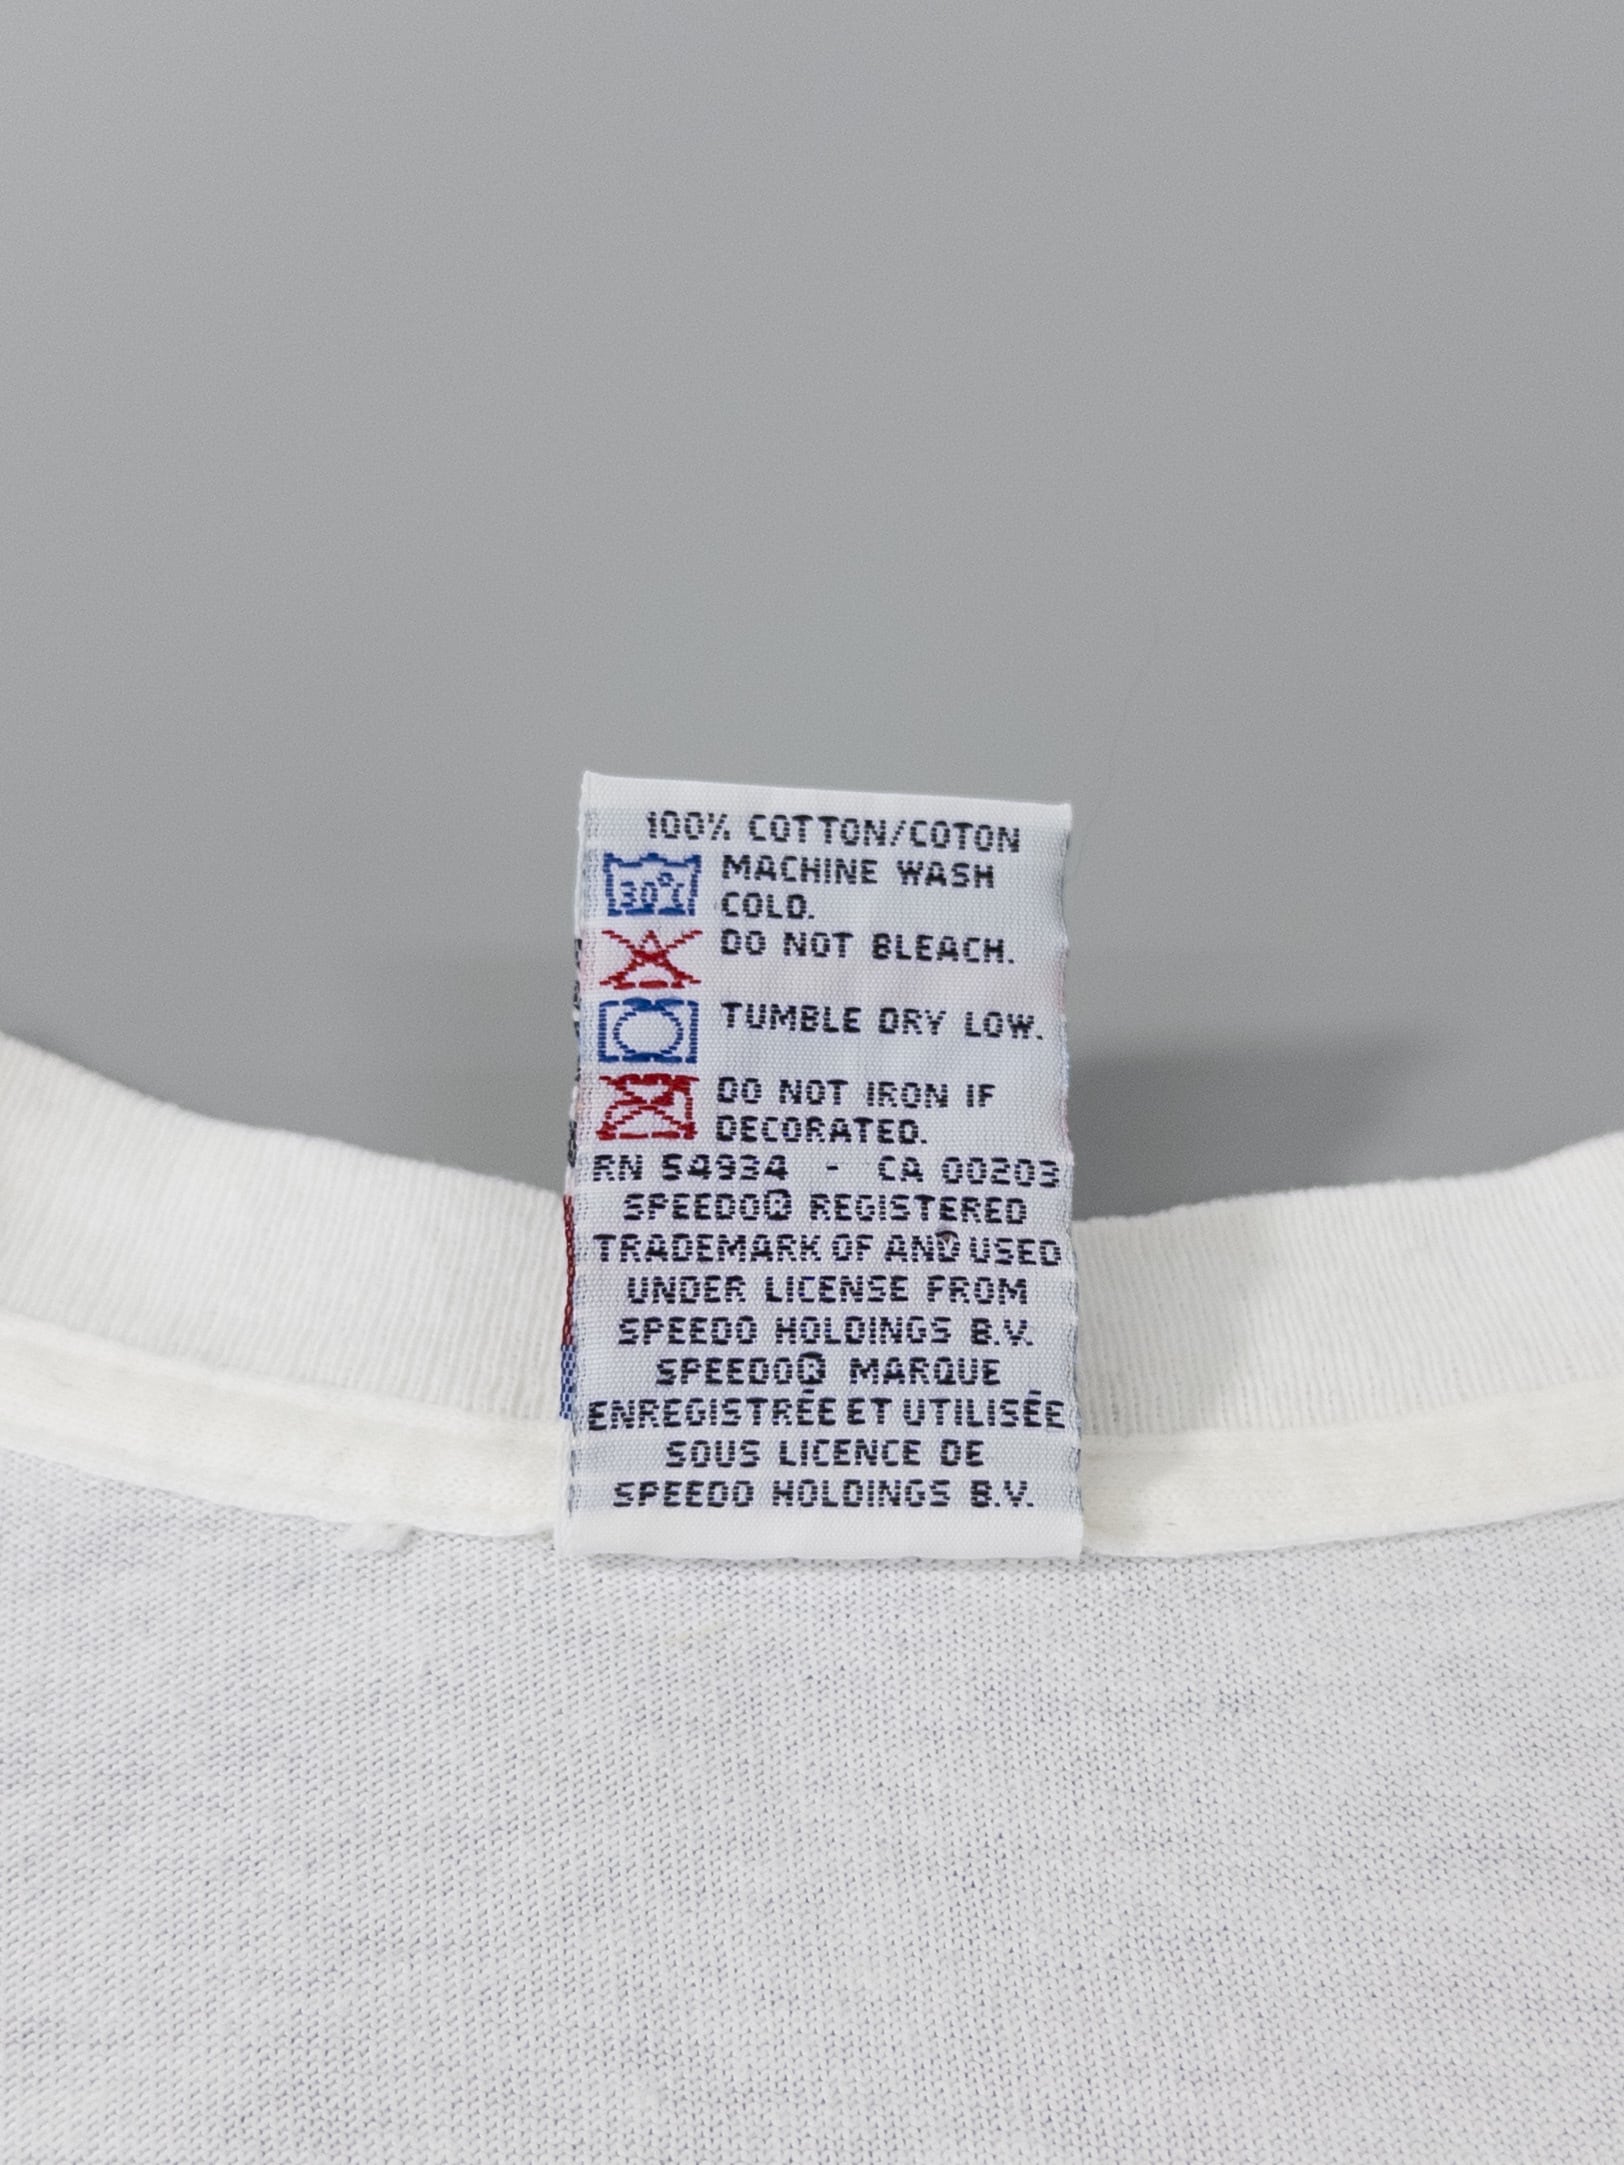 100% COTTON/COTON
30°C MACHINE WASH
COLD.
DO NOT BLEACH.
TUMBLE DRY LOW.
DO NOT IRON IF
DECORATED.
RN 54934 - CA 00203
SPEEDO® REGISTERED
TRADEMARK OF AND USED
UNDER LICENSE FROM
SPEEDO HOLDINGS B.V.
SPEEDO® MARQUE
ENREGISTRÉE ET UTILISÉE
SOUS LICENCE DE
SPEEDO HOLDINGS B.V.